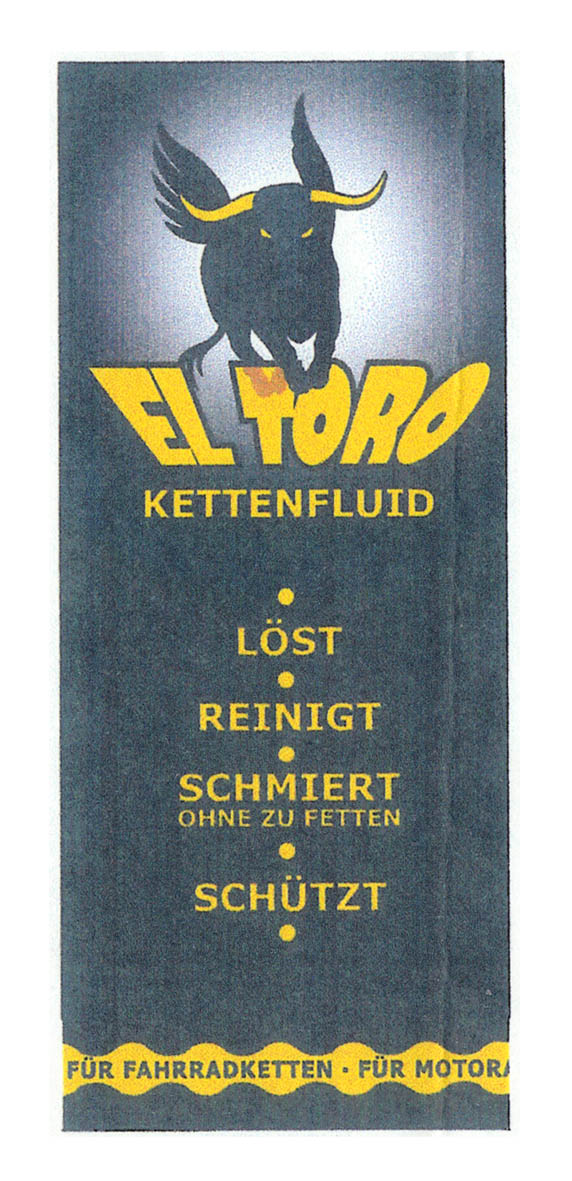 EL TORO
KETTENFLUID
LÖST
REINIGT
SCHMIERT
OHNE ZU FETTEN
SCHÜTZT
FÜR FAHRRADKETTEN · FÜR MOTORA